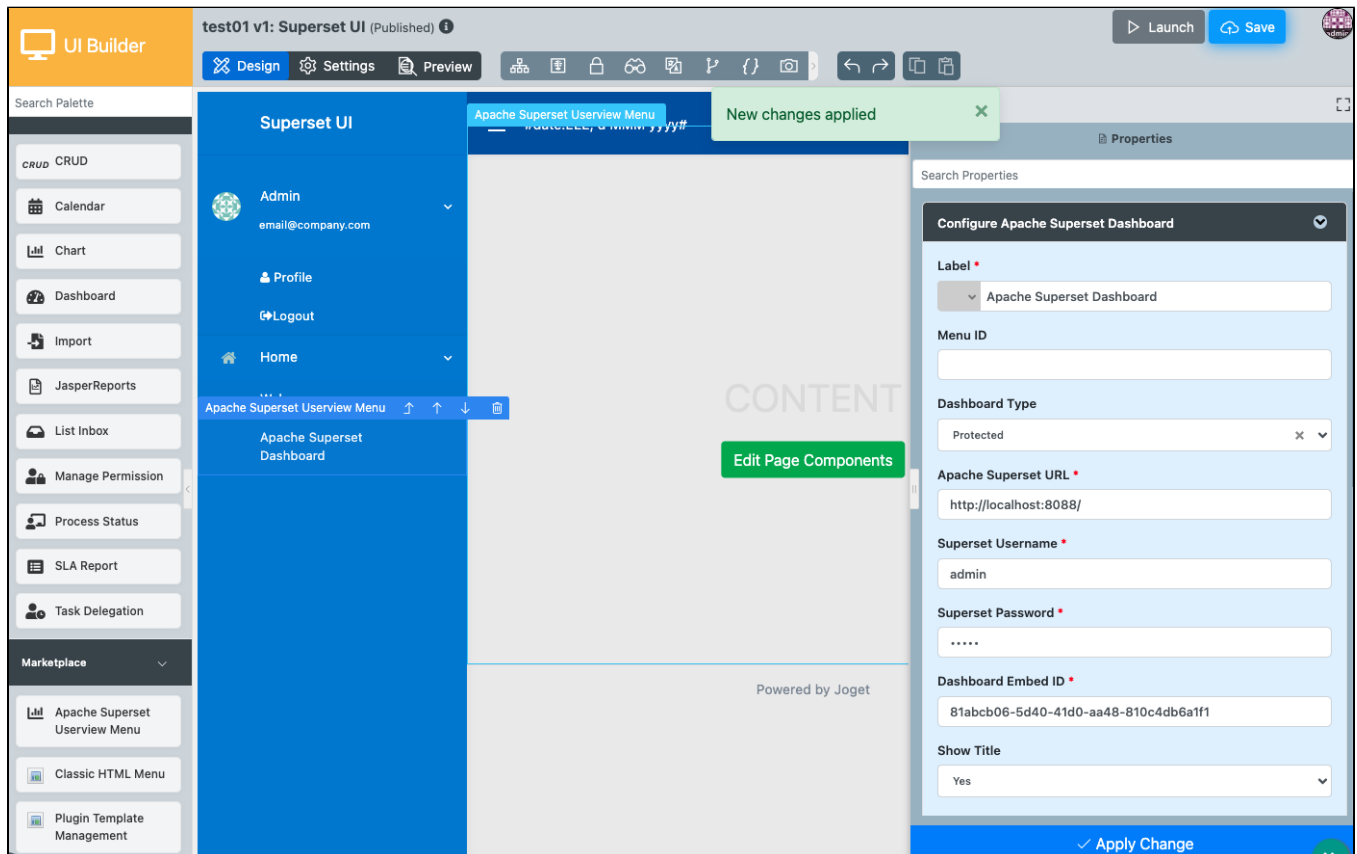 UI Builder
test01 v1: Superset UI (Published)
Launch
Save
admin
Design
Settings
Preview
Search Palette
CRUD CRUD
Calendar
Chart
Dashboard
Import
JasperReports
List Inbox
Manage Permission
Process Status
SLA Report
Task Delegation
Marketplace
Apache Superset
Userview Menu
Classic HTML Menu
Plugin Template
Management
Superset UI
Admin
email@company.com
Profile
Logout
Home
Apache Superset Userview Menu
Apache Superset
Dashboard
Apache Superset Userview Menu
#date.EEE, d MMM yyyy#
New changes applied
CONTENT
Edit Page Components
Powered by Joget
Properties
Search Properties
Configure Apache Superset Dashboard
Label *
Apache Superset Dashboard
Menu ID
Dashboard Type
Protected
Apache Superset URL *
http://localhost:8088/
Superset Username *
admin
Superset Password *
•••••
Dashboard Embed ID *
81abcb06-5d40-41d0-aa48-810c4db6a1f1
Show Title
Yes
Apply Change